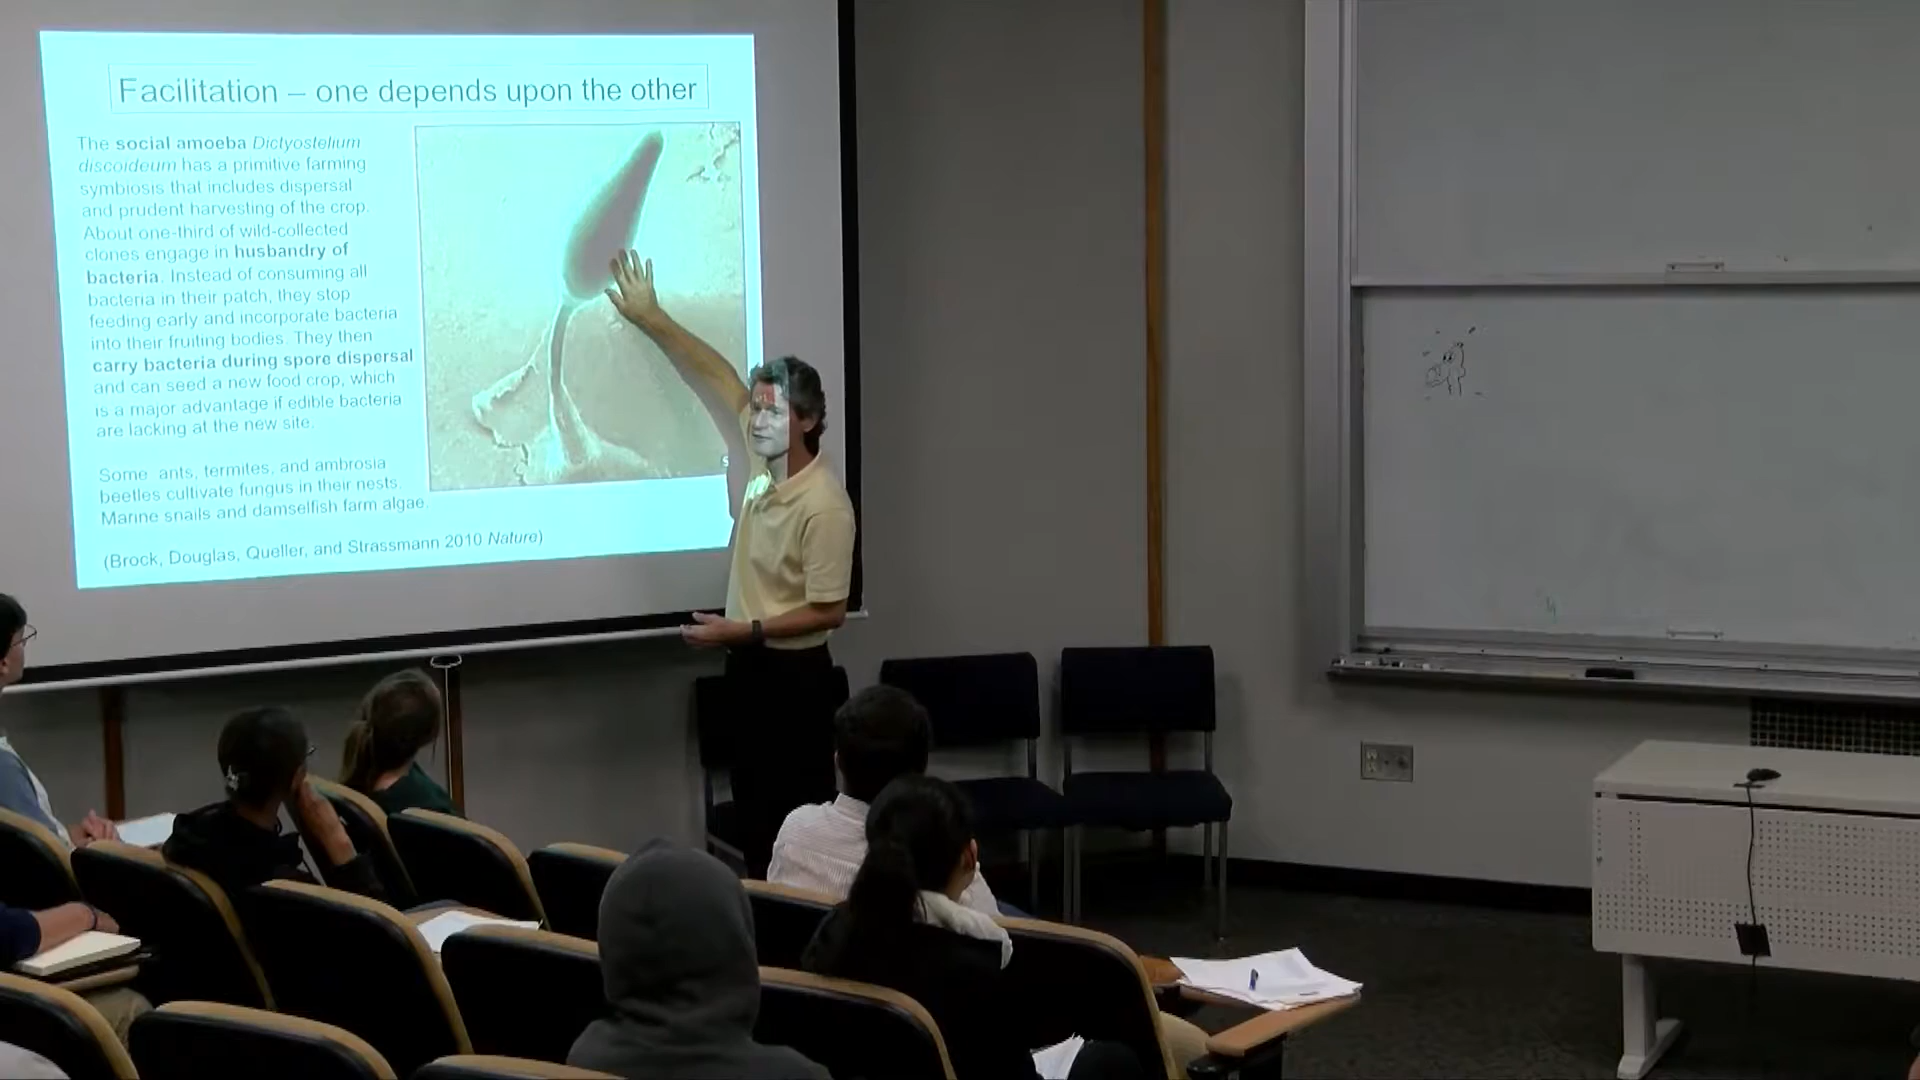 Facilitation – one depends upon the other
The social amoeba Dictyostelium
discoideum has a primitive farming
symbiosis that includes dispersal
and prudent harvesting of the crop.
About one-third of wild-collected
clones engage in husbandry of
bacteria. Instead of consuming all
bacteria in their patch, they stop
feeding early and incorporate bacteria
into their fruiting bodies. They then
carry bacteria during spore dispersal
and can seed a new food crop, which
is a major advantage if edible bacteria
are lacking at the new site.
Some ants, termites, and ambrosia
beetles cultivate fungus in their nests.
Marine snails and damselfish farm algae.
(Brock, Douglas, Queller, and Strassmann 2010 Nature)